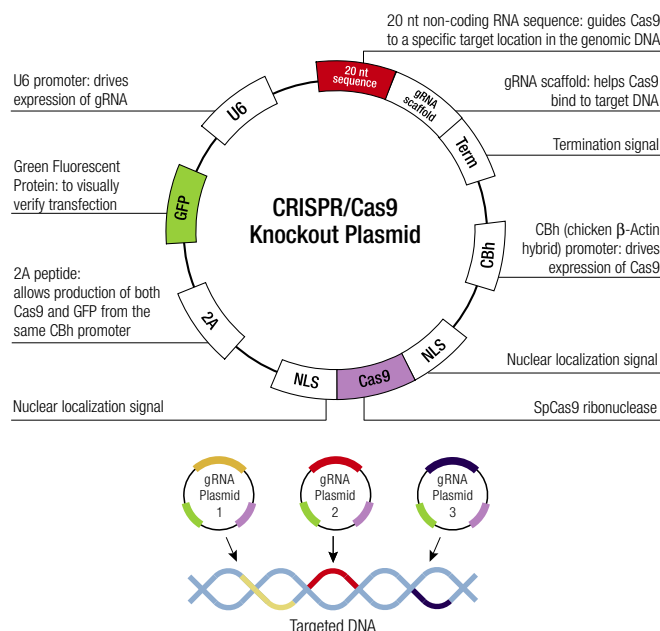 20 nt non-coding RNA sequence: guides Cas9
to a specific target location in the genomic DNA
U6 promoter: drives
expression of gRNA
20 nt
sequence
gRNA
scaffold
gRNA scaffold: helps Cas9
bind to target DNA
U6
Term
Termination signal
Green Fluorescent
Protein: to visually
verify transfection
GFP
CRISPR/Cas9
Knockout Plasmid
CBh
CBh (chicken β-Actin
hybrid) promoter: drives
expression of Cas9
2A peptide:
allows production of both
Cas9 and GFP from the
same CBh promoter
2A
NLS
Cas9
NLS
Nuclear localization signal
Nuclear localization signal
SpCas9 ribonuclease
gRNA
Plasmid
1
gRNA
Plasmid
2
gRNA
Plasmid
3
Targeted DNA